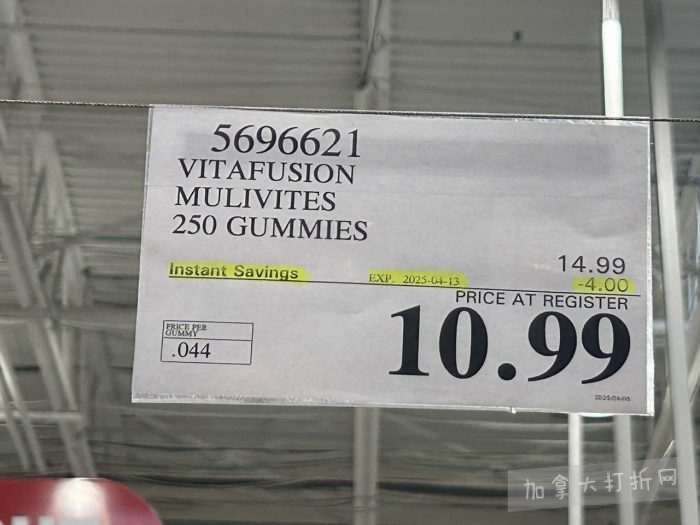 5696621
VITAFUSION
MULIVITES
250 GUMMIES
14.99
Instant Savings EXP. 2025-04-13 -4.00
PRICE AT REGISTER
10.99
PRICE PER
GUMMY
.044
加拿大打折网